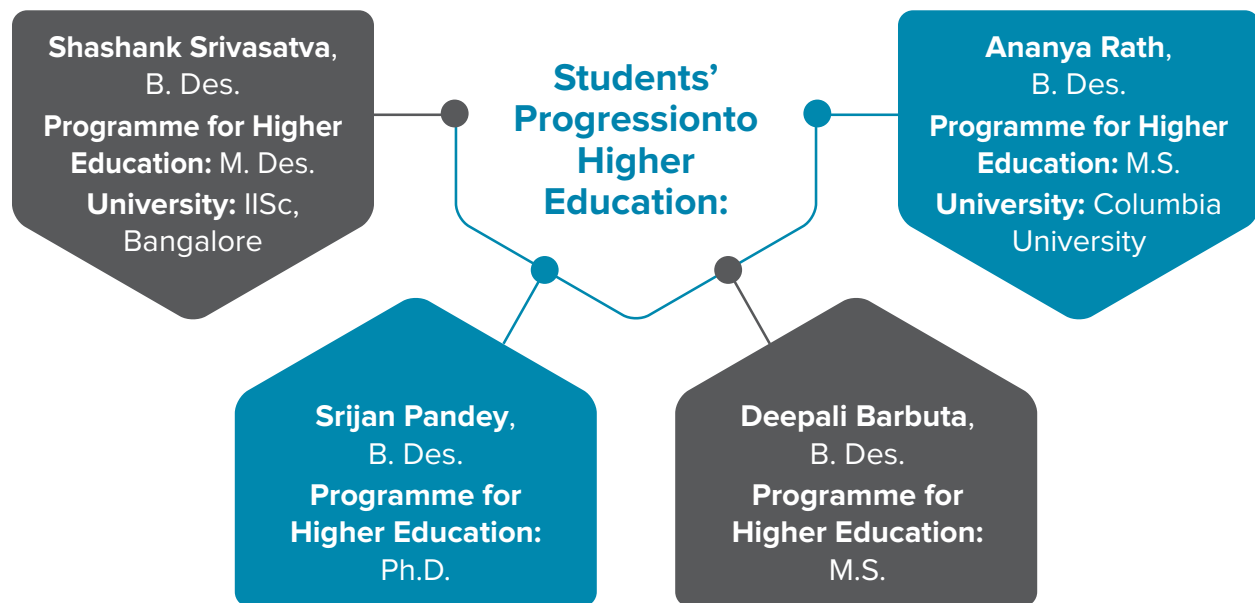 Students'
Progressionto
Higher
Education:
Shashank Srivasatva,
B. Des.
Programme for Higher
Education: M. Des.
University: IISc,
Bangalore
Ananya Rath,
B. Des.
Programme for Higher
Education: M.S.
University: Columbia
University
Srijan Pandey,
B. Des.
Programme for
Higher Education:
Ph.D.
Deepali Barbuta,
B. Des.
Programme for
Higher Education:
M.S.